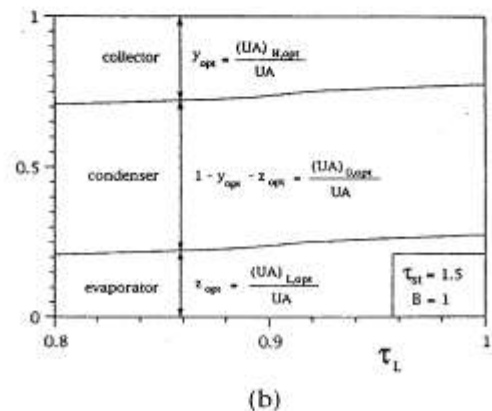 1
collector
y_opt = (UA)_H,opt / UA
0.5
condenser
1 - y_opt - z_opt = (UA)_0,opt / UA
evaporator
z_opt = (UA)_L,opt / UA
τ_st = 1.5
B = 1
0
0.8 0.9 τ_L 1
(b)